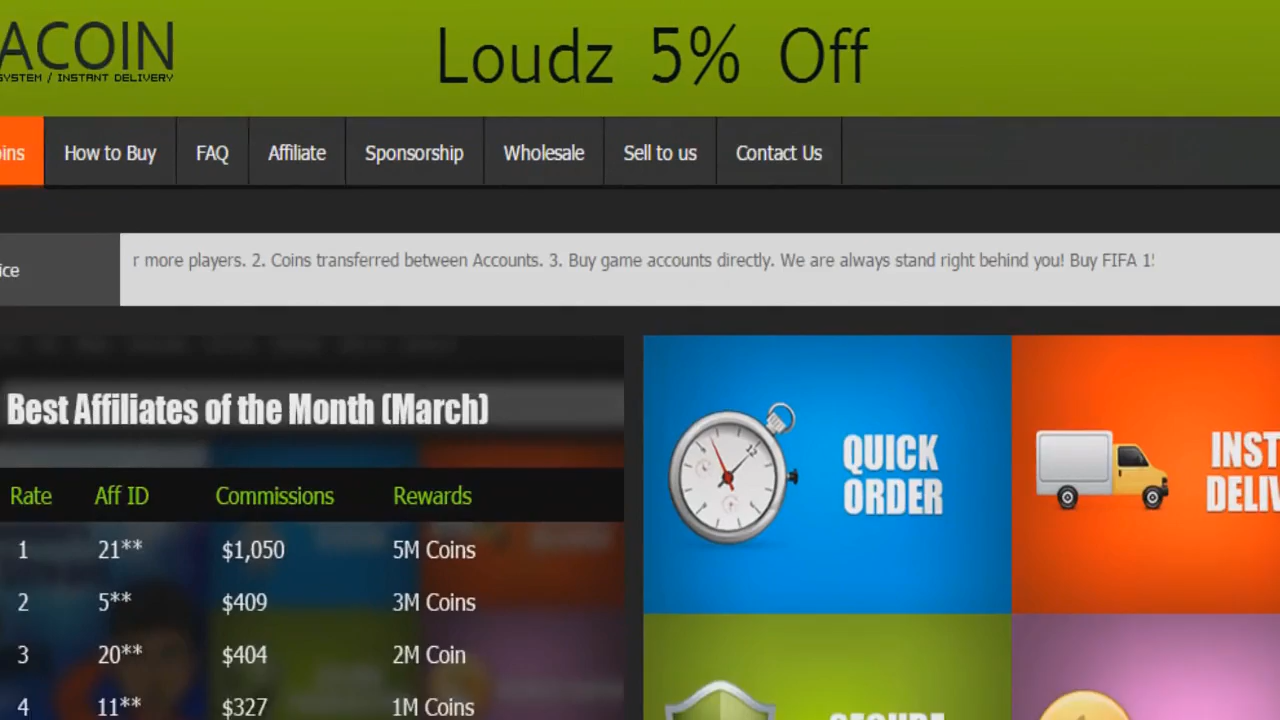 ACOIN
SYSTEM / INSTANT DELIVERY
Loudz 5% Off
How to Buy
FAQ
Affiliate
Sponsorship
Wholesale
Sell to us
Contact Us
r more players. 2. Coins transferred between Accounts. 3. Buy game accounts directly. We are always stand right behind you! Buy FIFA 1
Best Affiliates of the Month (March)
Rate Aff ID Commissions Rewards
1 21** $1,050 5M Coins
2 5** $409 3M Coins
3 20** $404 2M Coin
4 11** $327 1M Coins
QUICK
ORDER
INST
DELIV